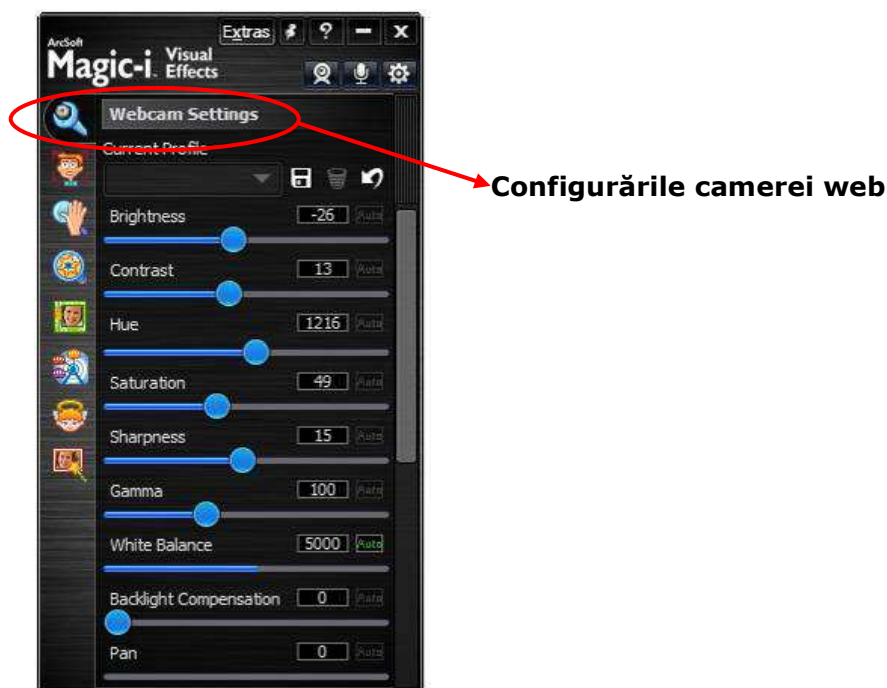 Extras ? – x
ArcSoft
Magic-i. Visual
Effects
Webcam Settings
Current Profile
Configurările camerei web
Brightness -26 Auto
Contrast 13 Auto
Hue 1216 Auto
Saturation 49 Auto
Sharpness 15 Auto
Gamma 100 Auto
White Balance 5000 Auto
Backlight Compensation 0 Auto
Pan 0 Auto